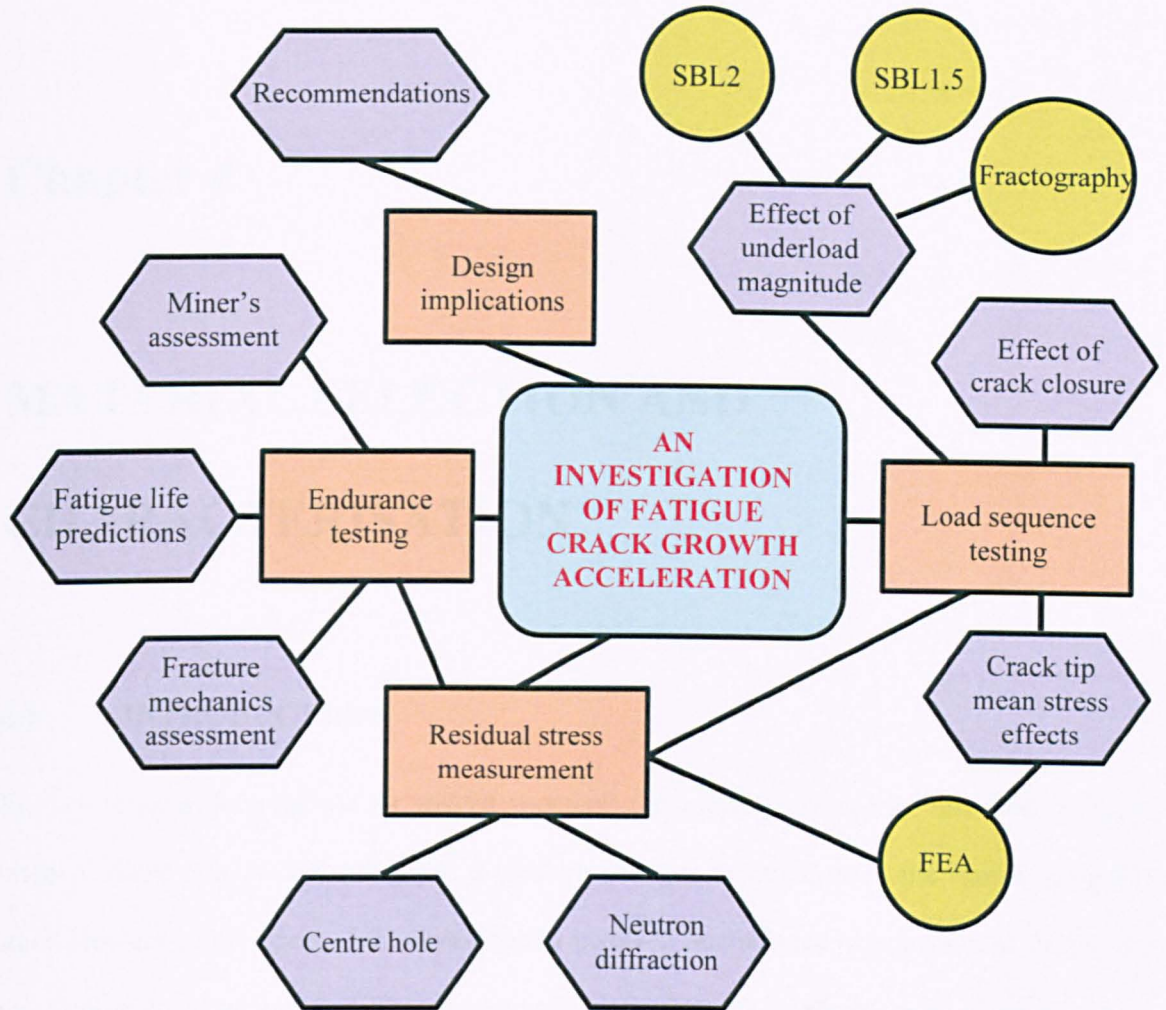 SBL2
SBL1.5
Recommendations
Fractography
Effect of
underload
magnitude
Design
implications
Miner's
assessment
Effect of
crack closure
AN
INVESTIGATION
OF FATIGUE
CRACK GROWTH
ACCELERATION
Fatigue life
predictions
Endurance
testing
Load sequence
testing
Fracture
mechanics
assessment
Crack tip
mean stress
effects
Residual stress
measurement
FEA
Centre hole
Neutron
diffraction